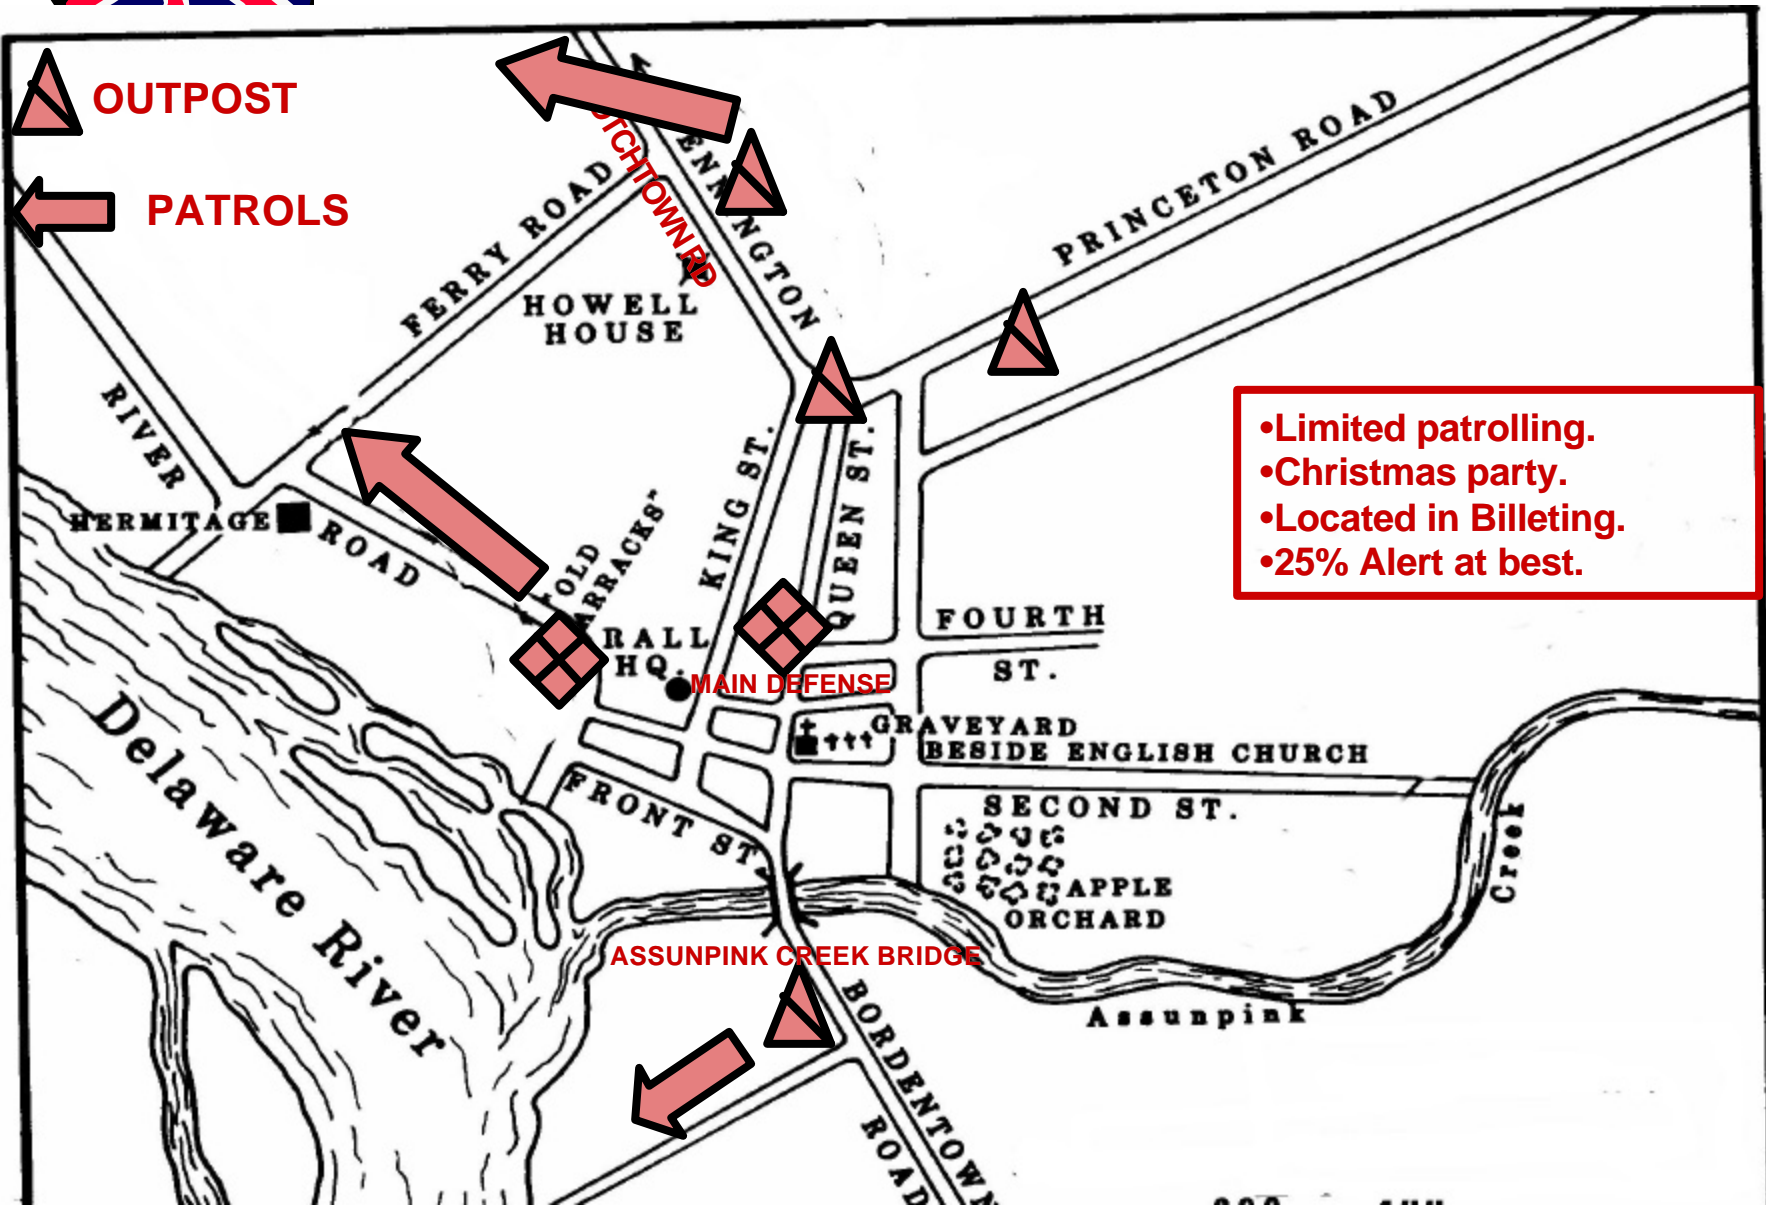 OUTPOST
PATROLS
PENNINGTON
SCOTCHTOWN RD
PRINCETON ROAD
FERRY ROAD
HOWELL
HOUSE
RIVER
ROAD
HERMITAGE
•Limited patrolling.
•Christmas party.
•Located in Billeting.
•25% Alert at best.
KING ST.
QUEEN ST.
"OLD
BARRACKS"
RALL
HQ.
MAIN DEFENSE
FOURTH
ST.
GRAVEYARD
BESIDE ENGLISH CHURCH
SECOND ST.
FRONT ST.
APPLE
ORCHARD
Delaware River
ASSUNPINK CREEK BRIDGE
Assunpink
Creek
BORDENTOWN
ROAD